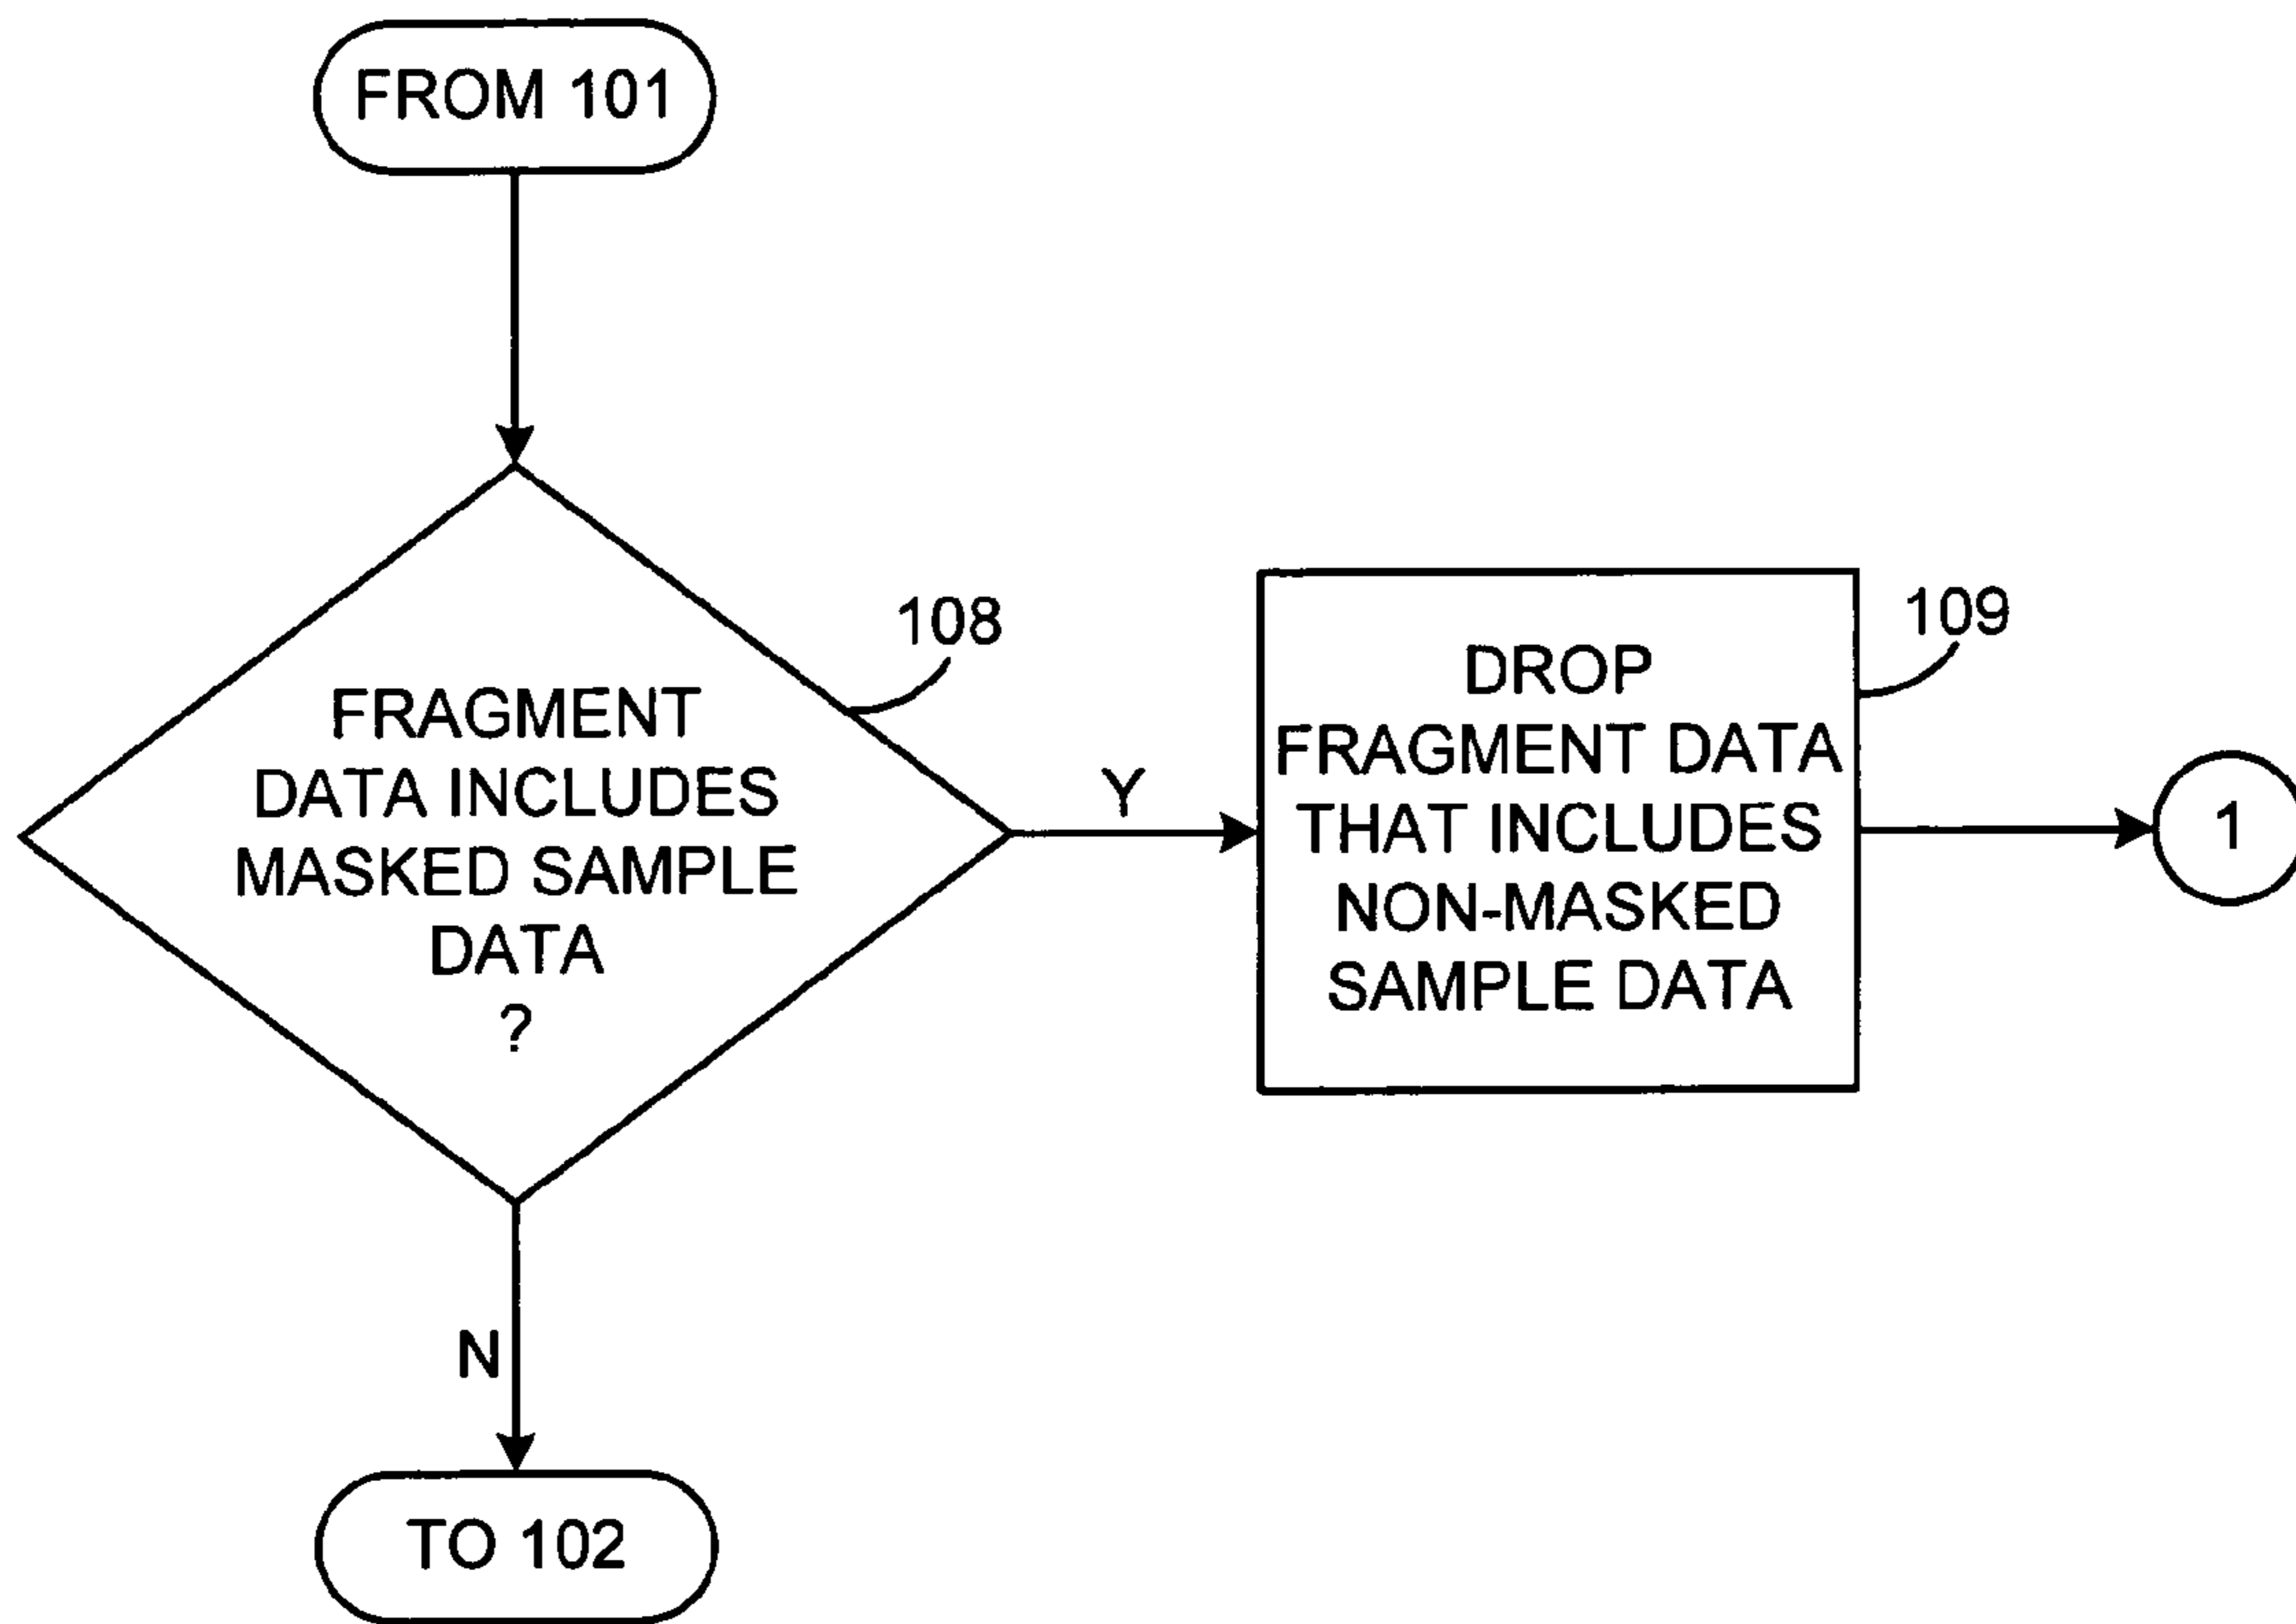 FROM 101
108
FRAGMENT
DATA INCLUDES
MASKED SAMPLE
DATA
?
Y
109
DROP
FRAGMENT DATA
THAT INCLUDES
NON-MASKED
SAMPLE DATA
1
N
TO 102